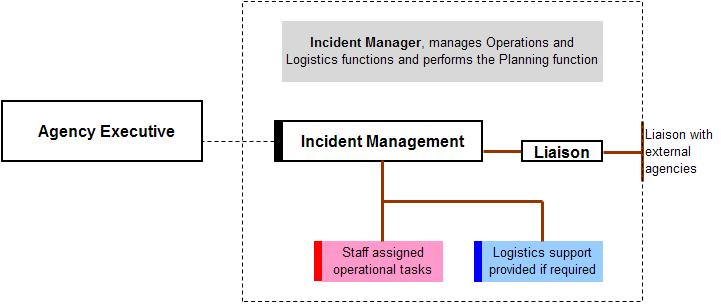 Incident Manager, manages Operations and
Logistics functions and performs the Planning function
Agency Executive
Incident Management
Liaison
Liaison with
external
agencies
Staff assigned
operational tasks
Logistics support
provided if required